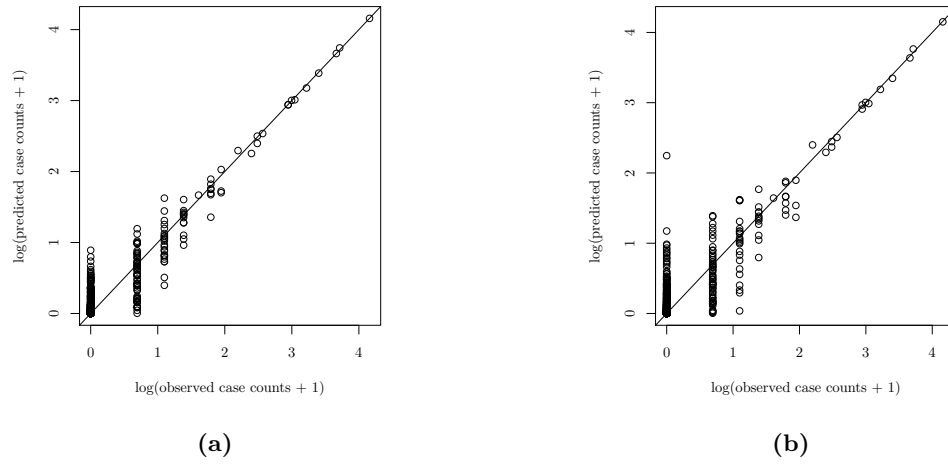 4
3
2
1
0
log(predicted case counts + 1)
0 1 2 3 4
log(observed case counts + 1)
(a)
4
3
2
1
0
log(predicted case counts + 1)
0 1 2 3 4
log(observed case counts + 1)
(b)